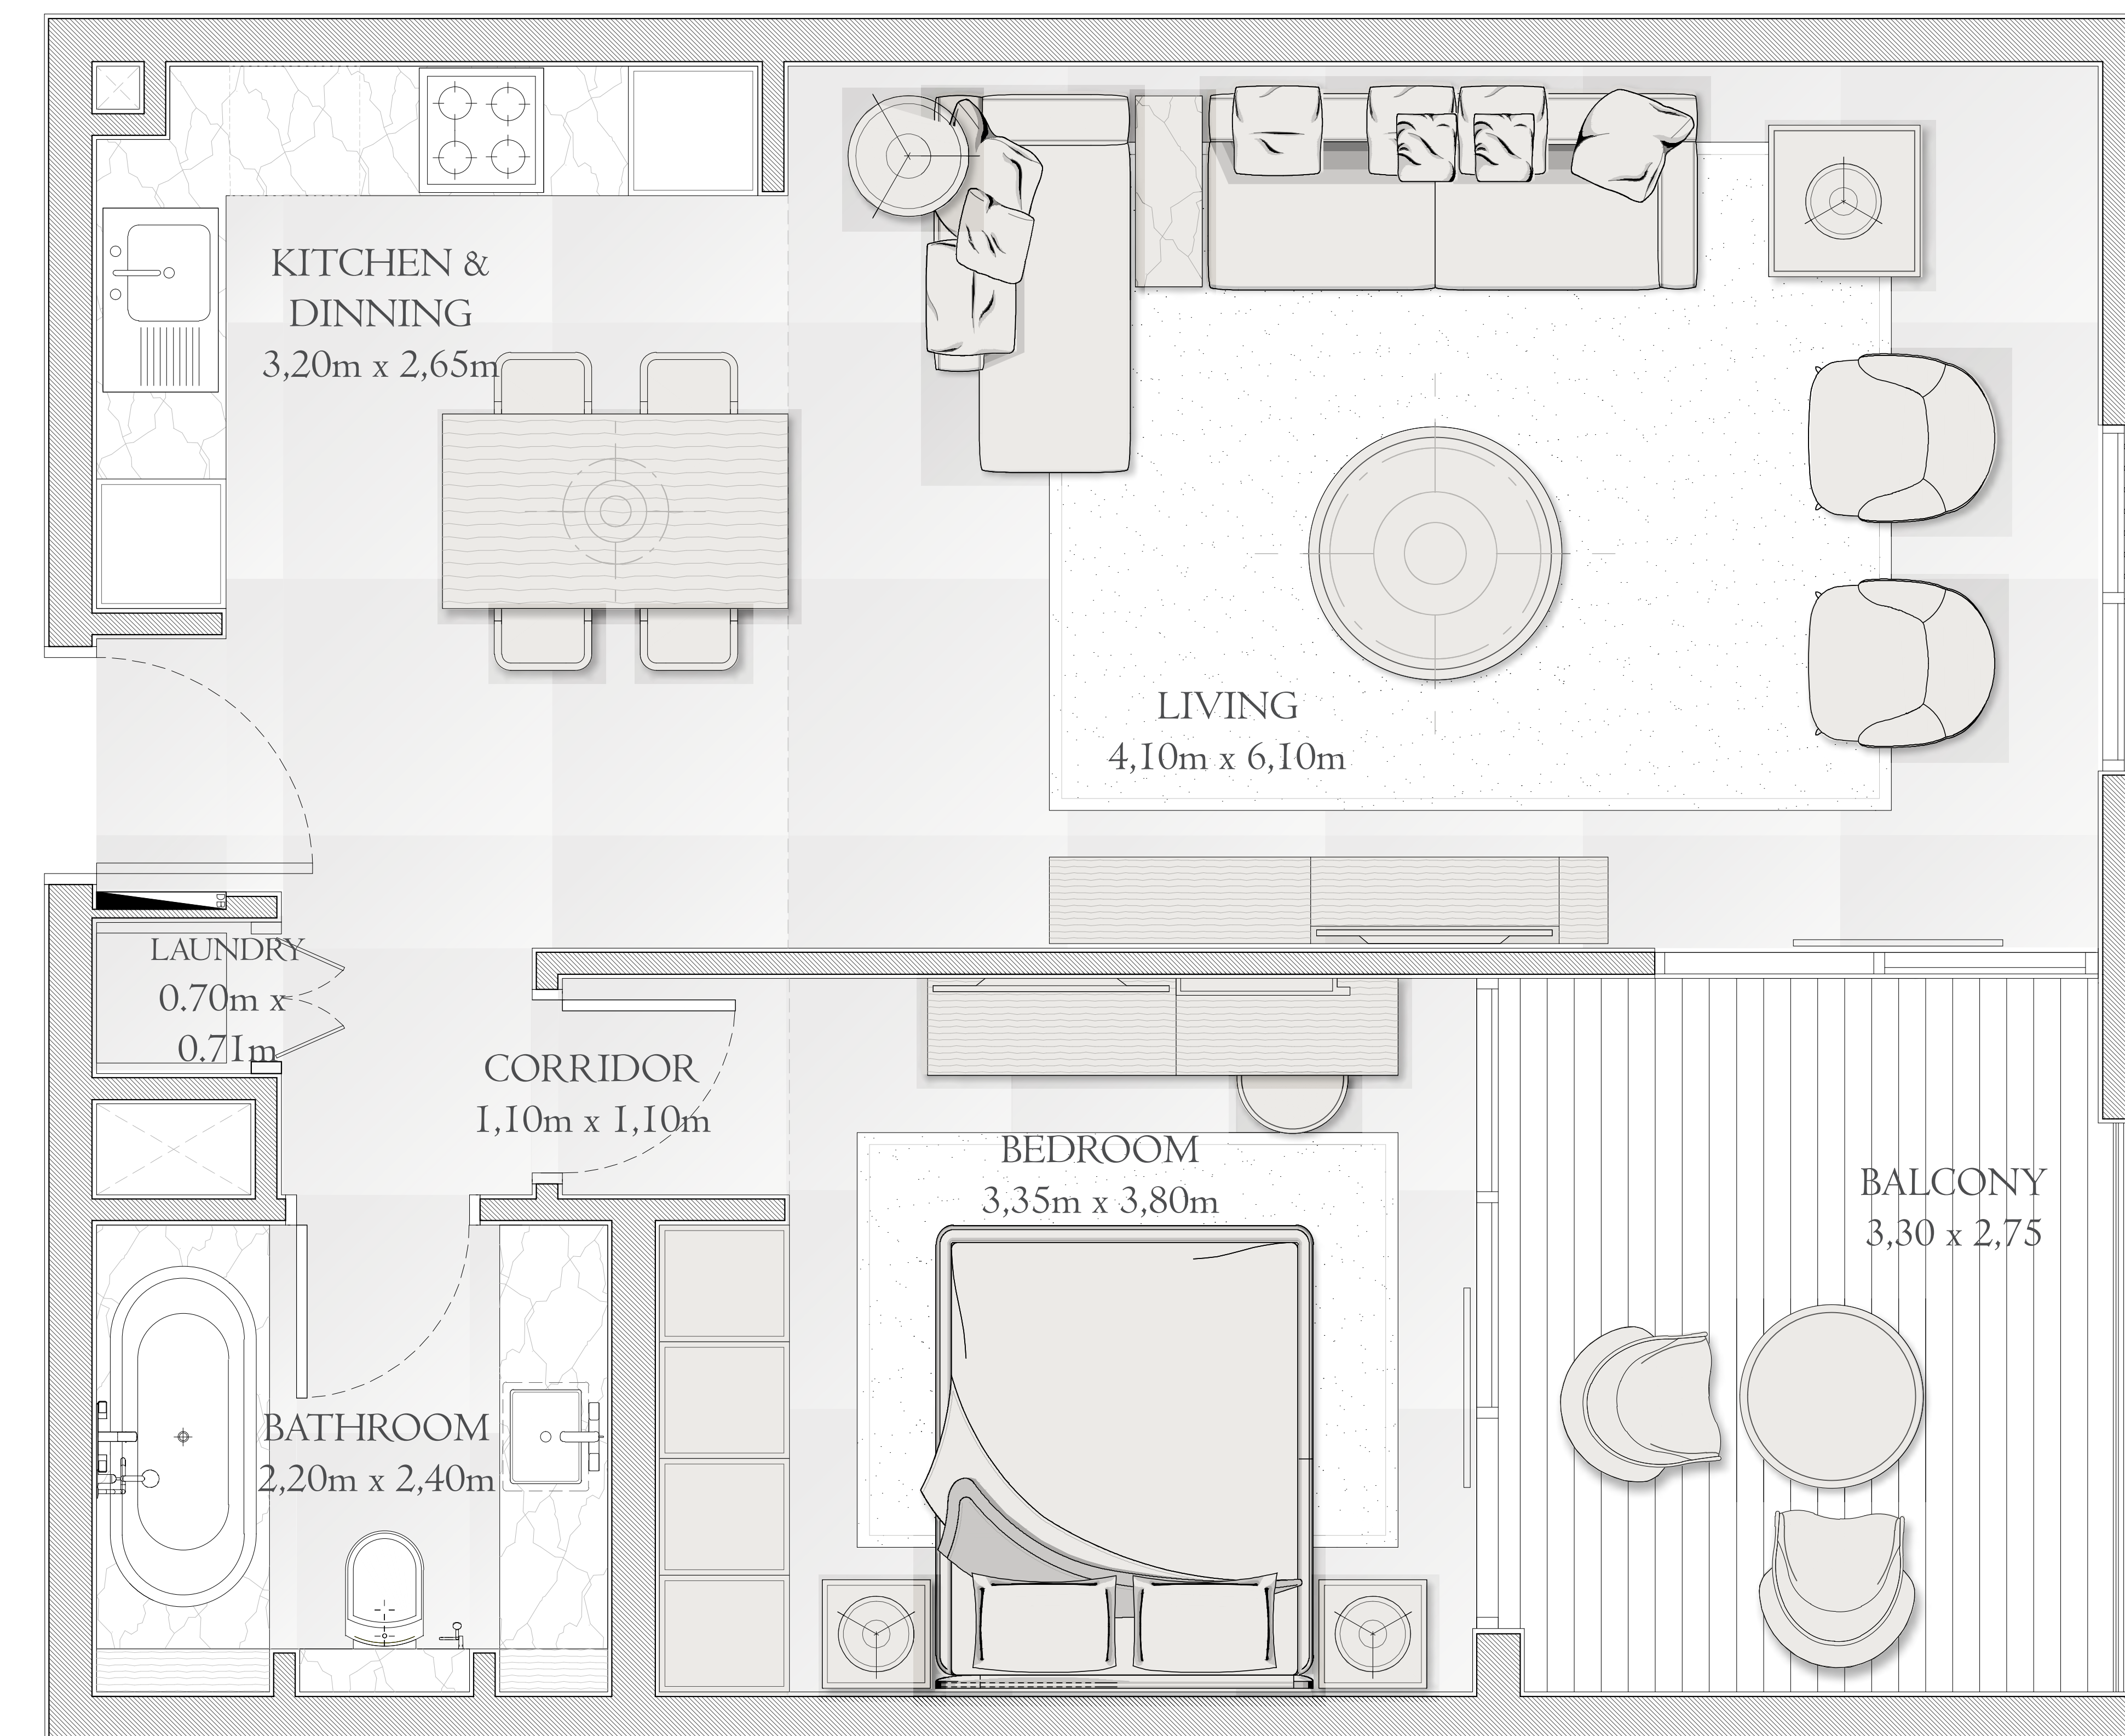 KITCHEN &
DINNING
3,20m x 2,65m
LIVING
4,10m x 6,10m
LAUNDRY
0.70m x
0.71m
CORRIDOR
1,10m x 1,10m
BEDROOM
3,35m x 3,80m
BALCONY
3,30 x 2,75
BATHROOM
2,20m x 2,40m